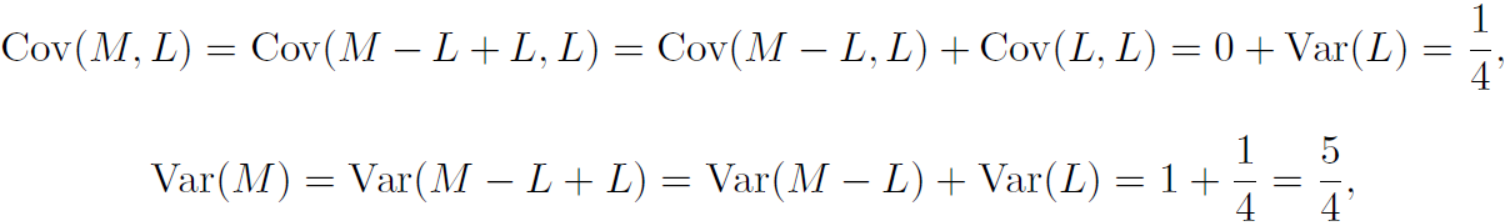 Cov(M, L) = Cov(M − L + L, L) = Cov(M − L, L) + Cov(L, L) = 0 + Var(L) = 1/4,
Var(M) = Var(M − L + L) = Var(M − L) + Var(L) = 1 + 1/4 = 5/4,